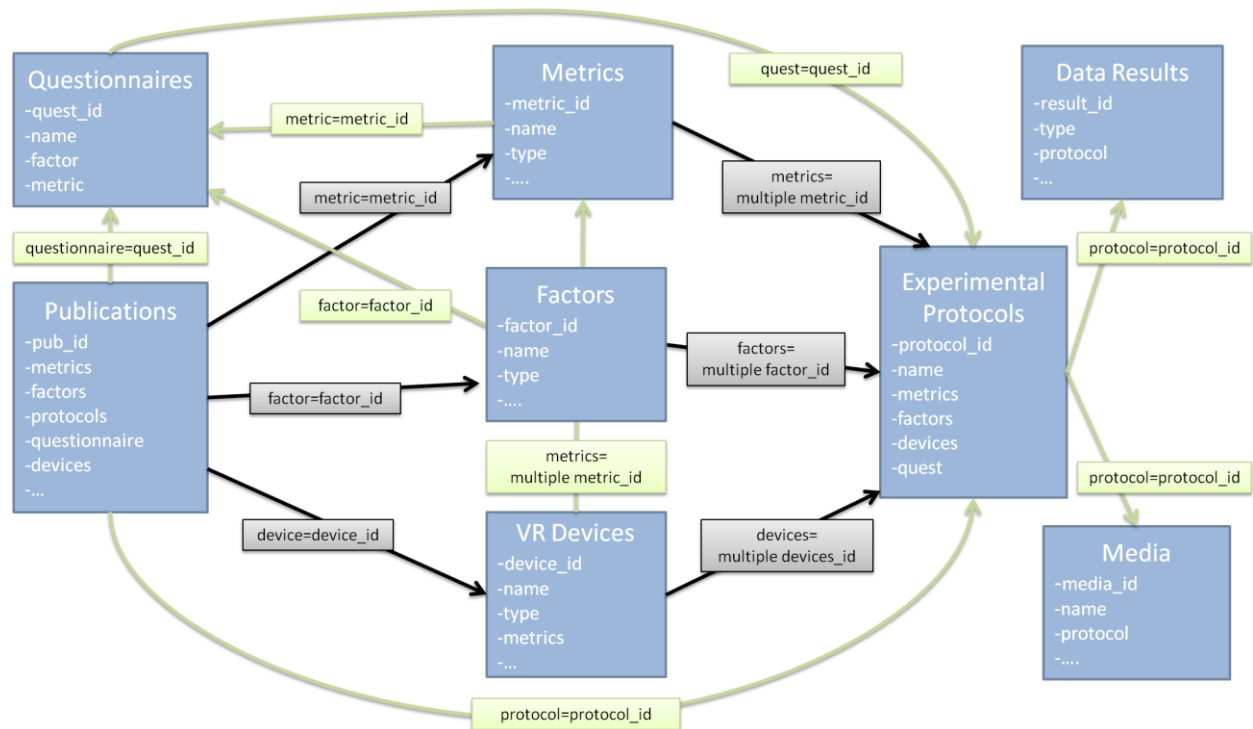 Questionnaires
-quest_id
-name
-factor
-metric
Metrics
-metric_id
-name
-type
-....
quest=quest_id
Data Results
-result_id
-type
-protocol
-...
metric=metric_id
metric=metric_id
metrics=
multiple metric_id
questionnaire=quest_id
protocol=protocol_id
Publications
-pub_id
-metrics
-factors
-protocols
-questionnaire
-devices
-...
factor=factor_id
Factors
-factor_id
-name
-type
-....
Experimental
Protocols
-protocol_id
-name
-metrics
-factors
-devices
-quest
factors=
multiple factor_id
factor=factor_id
metrics=
multiple metric_id
protocol=protocol_id
device=device_id
VR Devices
-device_id
-name
-type
-metrics
-...
devices=
multiple devices_id
Media
-media_id
-name
-protocol
-....
protocol=protocol_id